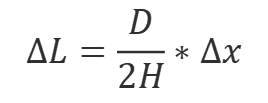 ΔL = D/2H * Δx